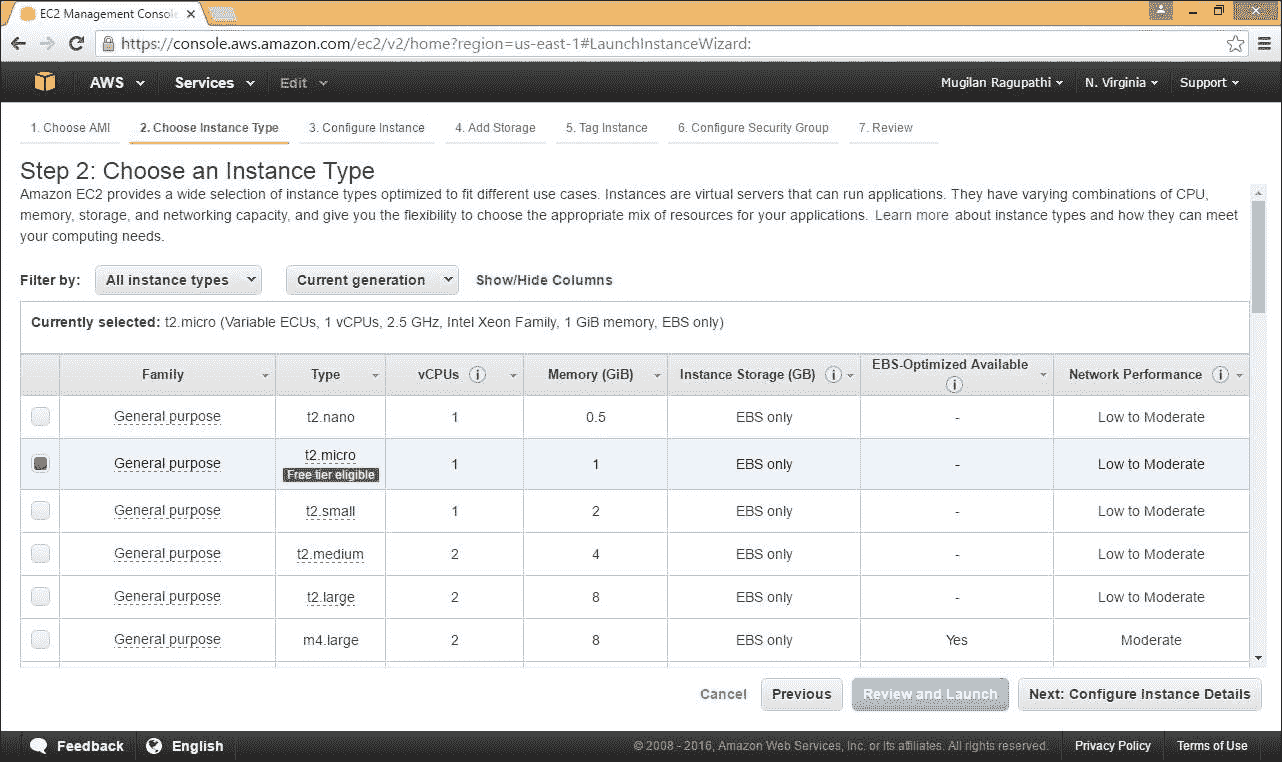 EC2 Management Console
https://console.aws.amazon.com/ec2/v2/home?region=us-east-1#LaunchInstanceWizard:
AWS Services Edit Mugilan Ragupathi N. Virginia Support
1. Choose AMI 2. Choose Instance Type 3. Configure Instance 4. Add Storage 5. Tag Instance 6. Configure Security Group 7. Review
Step 2: Choose an Instance Type
Amazon EC2 provides a wide selection of instance types optimized to fit different use cases. Instances are virtual servers that can run applications. They have varying combinations of CPU,
memory, storage, and networking capacity, and give you the flexibility to choose the appropriate mix of resources for your applications. Learn more about instance types and how they can meet
your computing needs.
Filter by: All instance types Current generation Show/Hide Columns
Currently selected: t2.micro (Variable ECUs, 1 vCPUs, 2.5 GHz, Intel Xeon Family, 1 GiB memory, EBS only)
Family Type vCPUs Memory (GiB) Instance Storage (GB) EBS-Optimized Available Network Performance
General purpose t2.nano 1 0.5 EBS only - Low to Moderate
General purpose t2.micro Free tier eligible 1 1 EBS only - Low to Moderate
General purpose t2.small 1 2 EBS only - Low to Moderate
General purpose t2.medium 2 4 EBS only - Low to Moderate
General purpose t2.large 2 8 EBS only - Low to Moderate
General purpose m4.large 2 8 EBS only Yes Moderate
Cancel Previous Review and Launch Next: Configure Instance Details
Feedback English © 2008 - 2016, Amazon Web Services, Inc. or its affiliates. All rights reserved. Privacy Policy Terms of Use